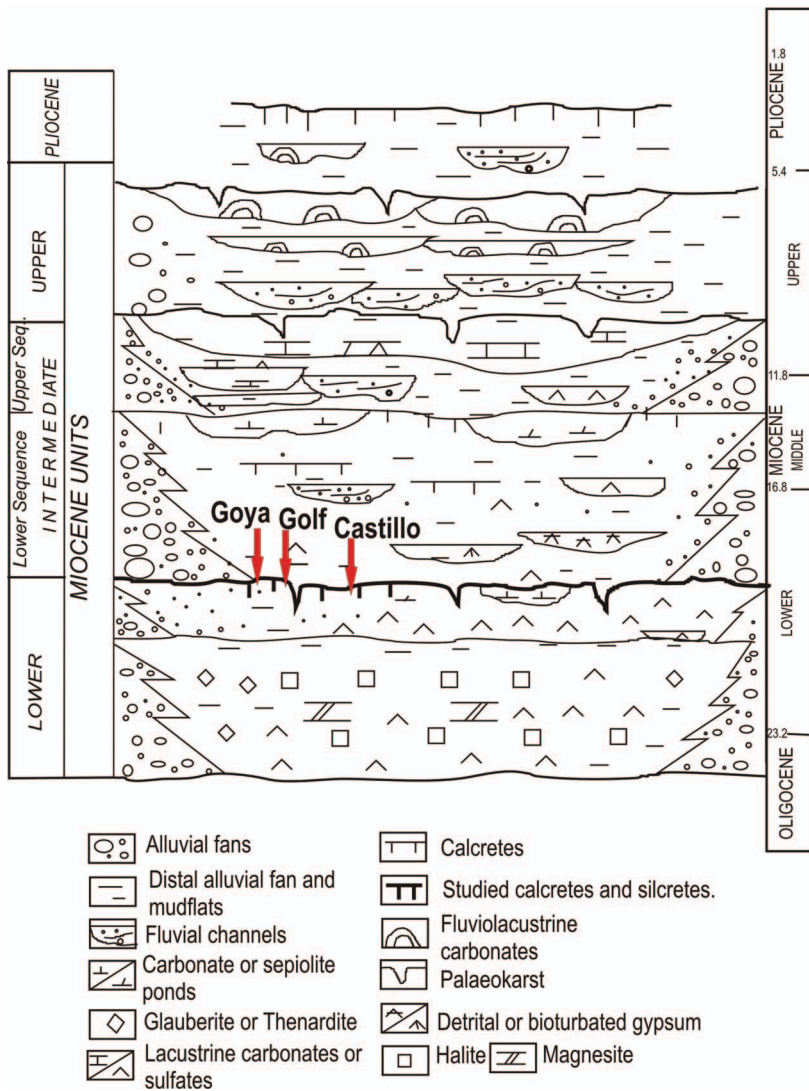 PLIOCENE
UPPER
Upper Seq.
Lower Sequence
INTERMEDIATE
LOWER
MIOCENE UNITS
Goya
Golf
Castillo
PLIOCENE
1.8
5.4
UPPER
11.8
MIOCENE
MIDDLE
16.8
LOWER
23.2
OLIGOCENE
Alluvial fans
Distal alluvial fan and
mudflats
Fluvial channels
Carbonate or sepiolite
ponds
Glauberite or Thenardite
Lacustrine carbonates or
sulfates
Calcretes
Studied calcretes and silcretes.
Fluviolacustrine
carbonates
Palaeokarst
Detrital or bioturbated gypsum
Halite
Magnesite